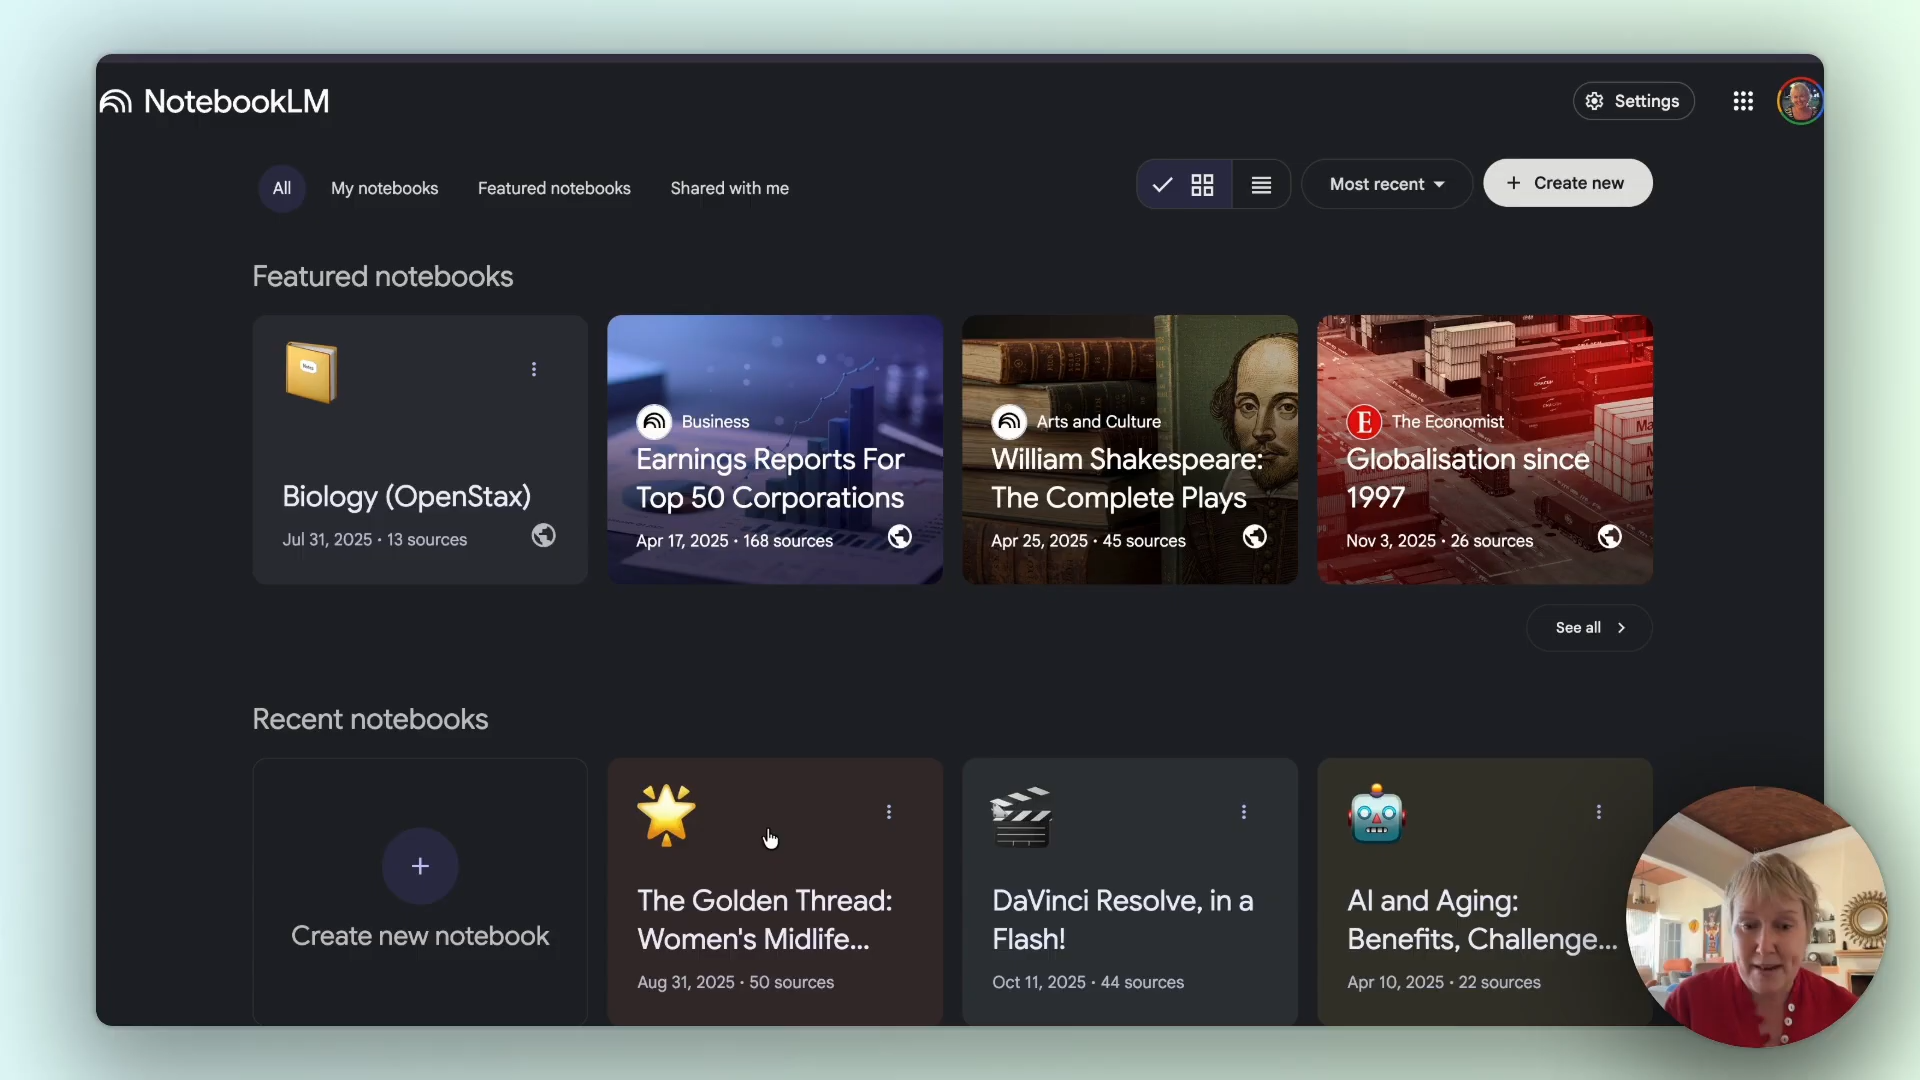 NotebookLM
Settings
All
My notebooks
Featured notebooks
Shared with me
Most recent
Create new
Featured notebooks
Biology (OpenStax)
Jul 31, 2025 • 13 sources
Business
Earnings Reports For
Top 50 Corporations
Apr 17, 2025 • 168 sources
Arts and Culture
William Shakespeare:
The Complete Plays
Apr 25, 2025 • 45 sources
E
The Economist
Globalisation since
1997
Nov 3, 2025 • 26 sources
See all
Recent notebooks
Create new notebook
The Golden Thread:
Women's Midlife...
Aug 31, 2025 • 50 sources
DaVinci Resolve, in a
Flash!
Oct 11, 2025 • 44 sources
AI and Aging:
Benefits, Challenge...
Apr 10, 2025 • 22 sources